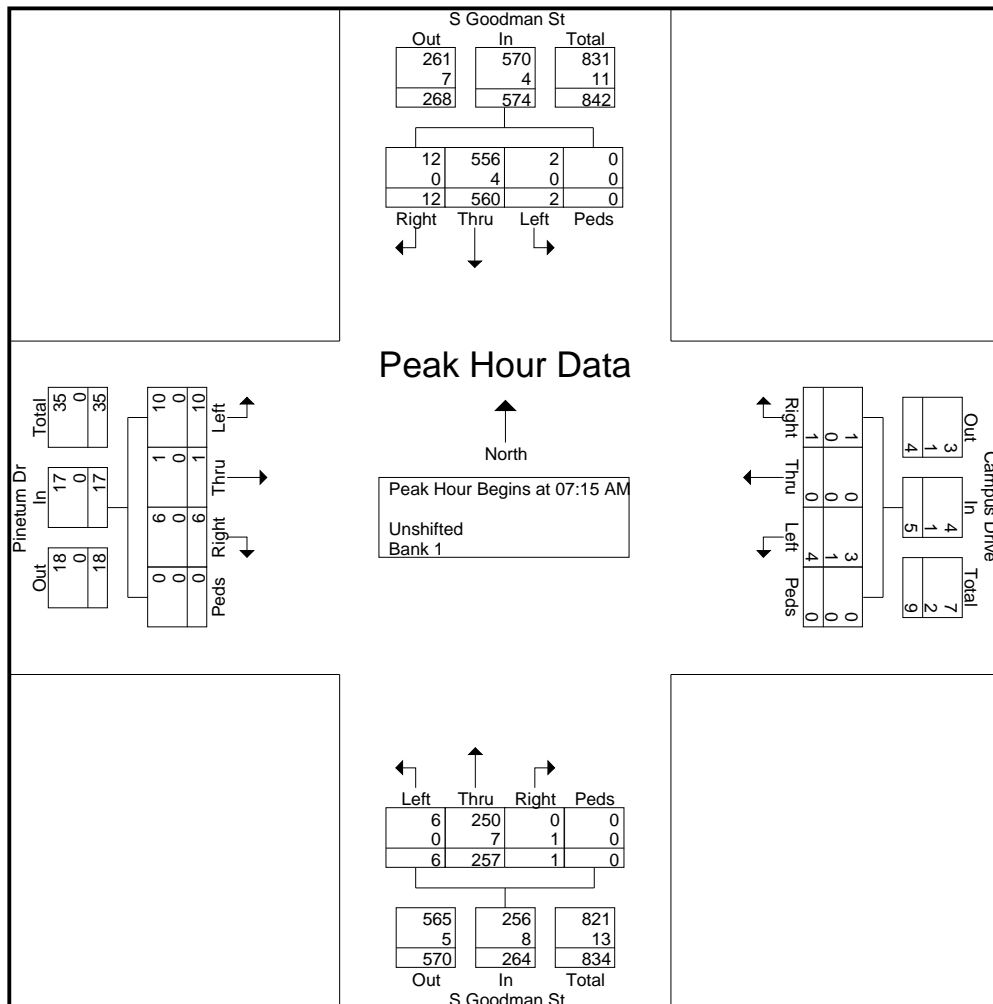 S Goodman St
Out In Total
261 570 831
7 4 11
268 574 842
12 556 2 0
0 4 0 0
12 560 2 0
Right Thru Left Peds
Peak Hour Data
North
Peak Hour Begins at 07:15 AM
Unshifted
Bank 1
Pinetum Dr
Total In Out
35 17 18
0 0 0
35 17 18
10 1 6 0
0 0 0 0
10 1 6 0
Left Thru Right Peds
Campus Drive
Out In Total
3 4 7
1 1 2
4 5 9
1 0 3 0
0 0 1 0
1 0 4 0
Right Thru Left Peds
Left Thru Right Peds
6 250 0 0
0 7 1 0
6 257 1 0
565 256 821
5 8 13
570 264 834
Out In Total
S Goodman St